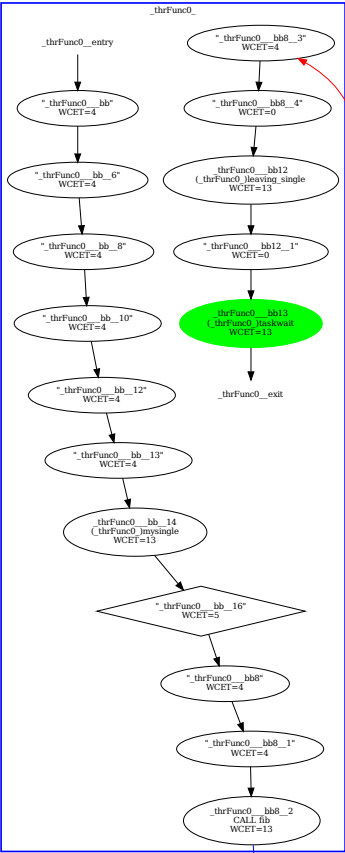 _thrFunc0_
_thrFunc0__entry
"_thrFunc0___bb"
WCET=4
"_thrFunc0___bb__6"
WCET=4
"_thrFunc0___bb__8"
WCET=4
"_thrFunc0___bb__10"
WCET=4
"_thrFunc0___bb__12"
WCET=4
"_thrFunc0___bb__13"
WCET=4
_thrFunc0___bb__14
(_thrFunc0_)mysingle
WCET=13
"_thrFunc0___bb__16"
WCET=5
"_thrFunc0___bb8"
WCET=4
"_thrFunc0___bb8__1"
WCET=4
_thrFunc0___bb8__2
CALL fib
WCET=13
"_thrFunc0___bb8__3"
WCET=4
"_thrFunc0___bb8__4"
WCET=0
_thrFunc0___bb12
(_thrFunc0_)leaving_single
WCET=13
"_thrFunc0___bb12__1"
WCET=0
_thrFunc0___bb13
(_thrFunc0_)taskwait
WCET=13
_thrFunc0__exit